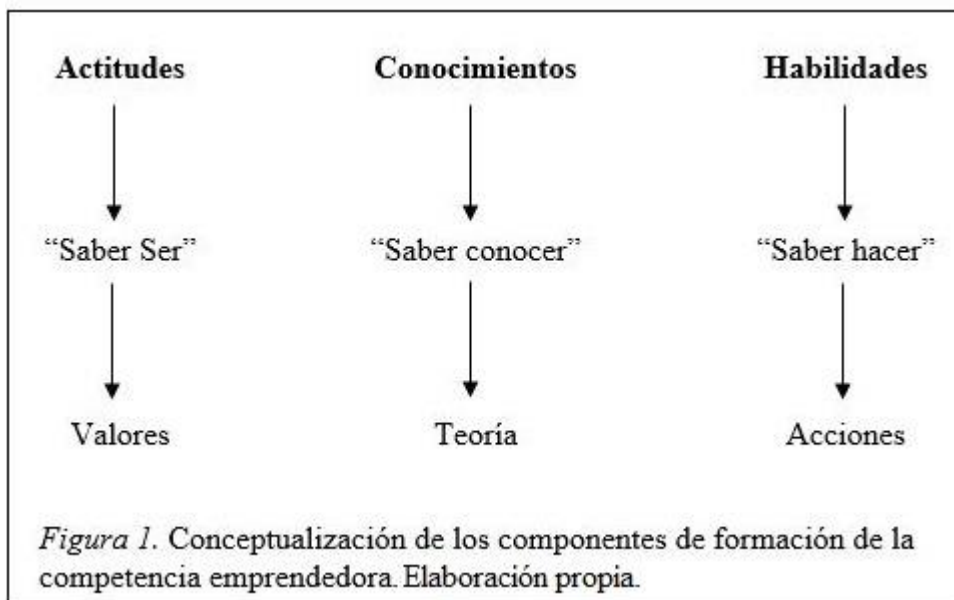 Actitudes Conocimientos Habilidades
“Saber Ser” “Saber conocer” “Saber hacer”
Valores Teoría Acciones
Figura 1. Conceptualización de los componentes de formación de la
competencia emprendedora. Elaboración propia.